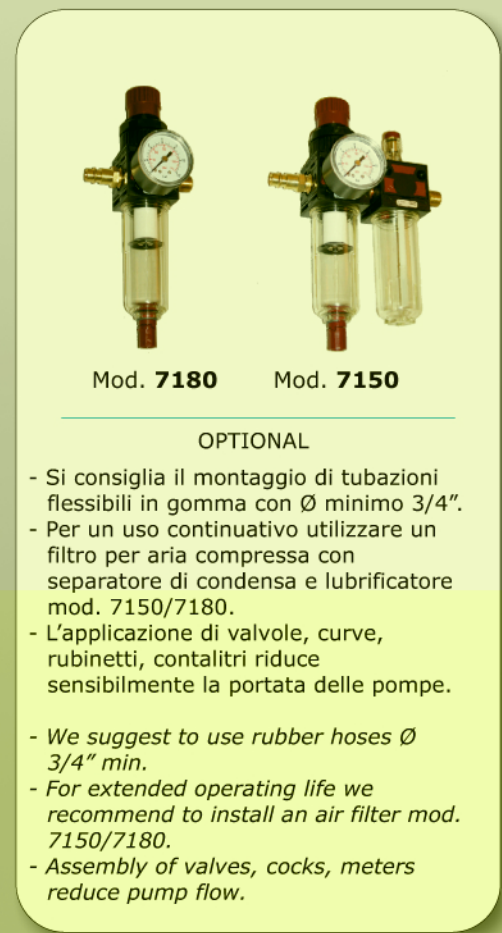 Mod. 7180 Mod. 7150
OPTIONAL
- Si consiglia il montaggio di tubazioni
flessibili in gomma con Ø minimo 3/4”.
- Per un uso continuativo utilizzare un
filtro per aria compressa con
separatore di condensa e lubrificatore
mod. 7150/7180.
- L’applicazione di valvole, curve,
rubinetti, contalitri riduce
sensibilmente la portata delle pompe.
- We suggest to use rubber hoses Ø
3/4” min.
- For extended operating life we
recommend to install an air filter mod.
7150/7180.
- Assembly of valves, cocks, meters
reduce pump flow.